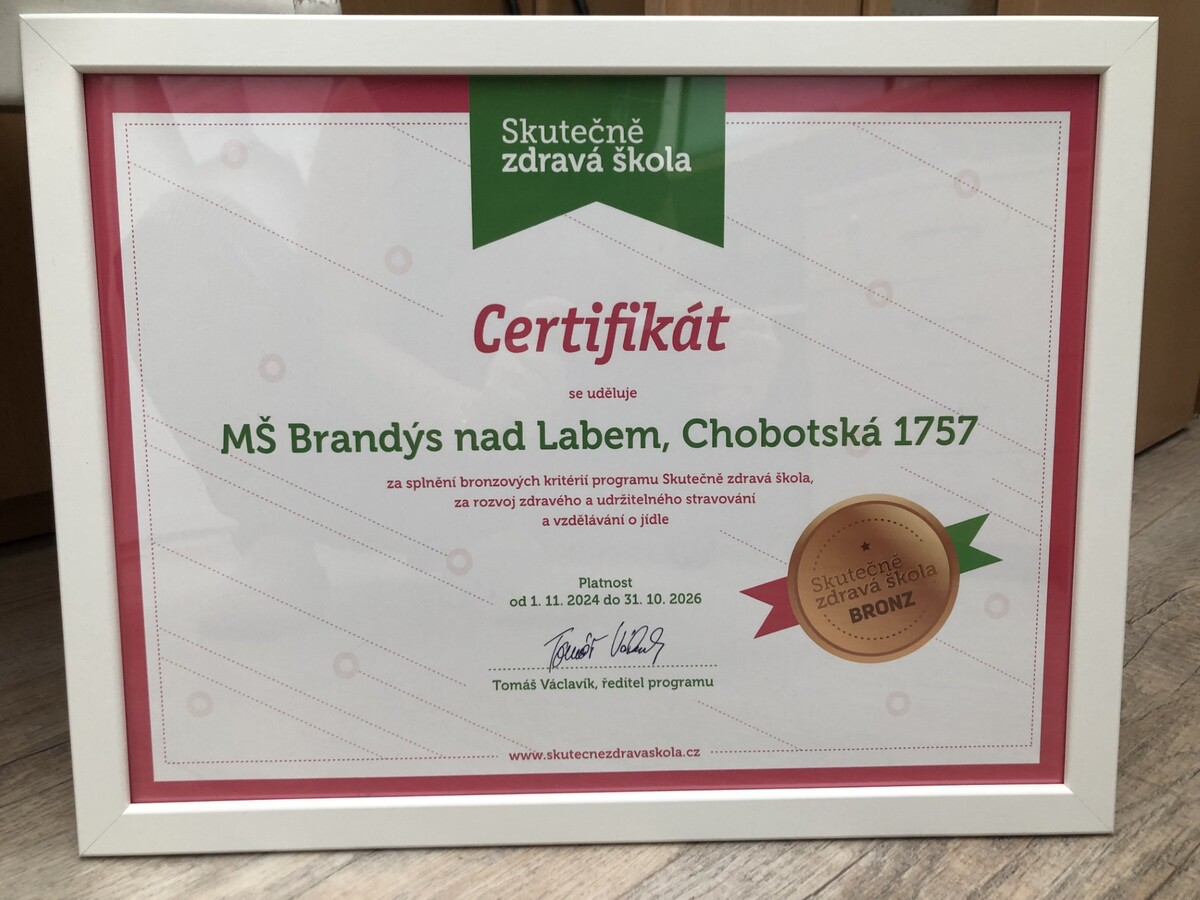 Skutečně
zdravá škola
Certifikát
se uděluje
MŠ Brandýs nad Labem, Chobotská 1757
za splnění bronzových kritérií programu Skutečně zdravá škola,
za rozvoj zdravého a udržitelného stravování
a vzdělávání o jídle
Skutečně
zdravá škola
BRONZ
Platnost
od 1. 11. 2024 do 31. 10. 2026
Tomáš Václavík, ředitel programu
www.skutecnezdravaskola.cz